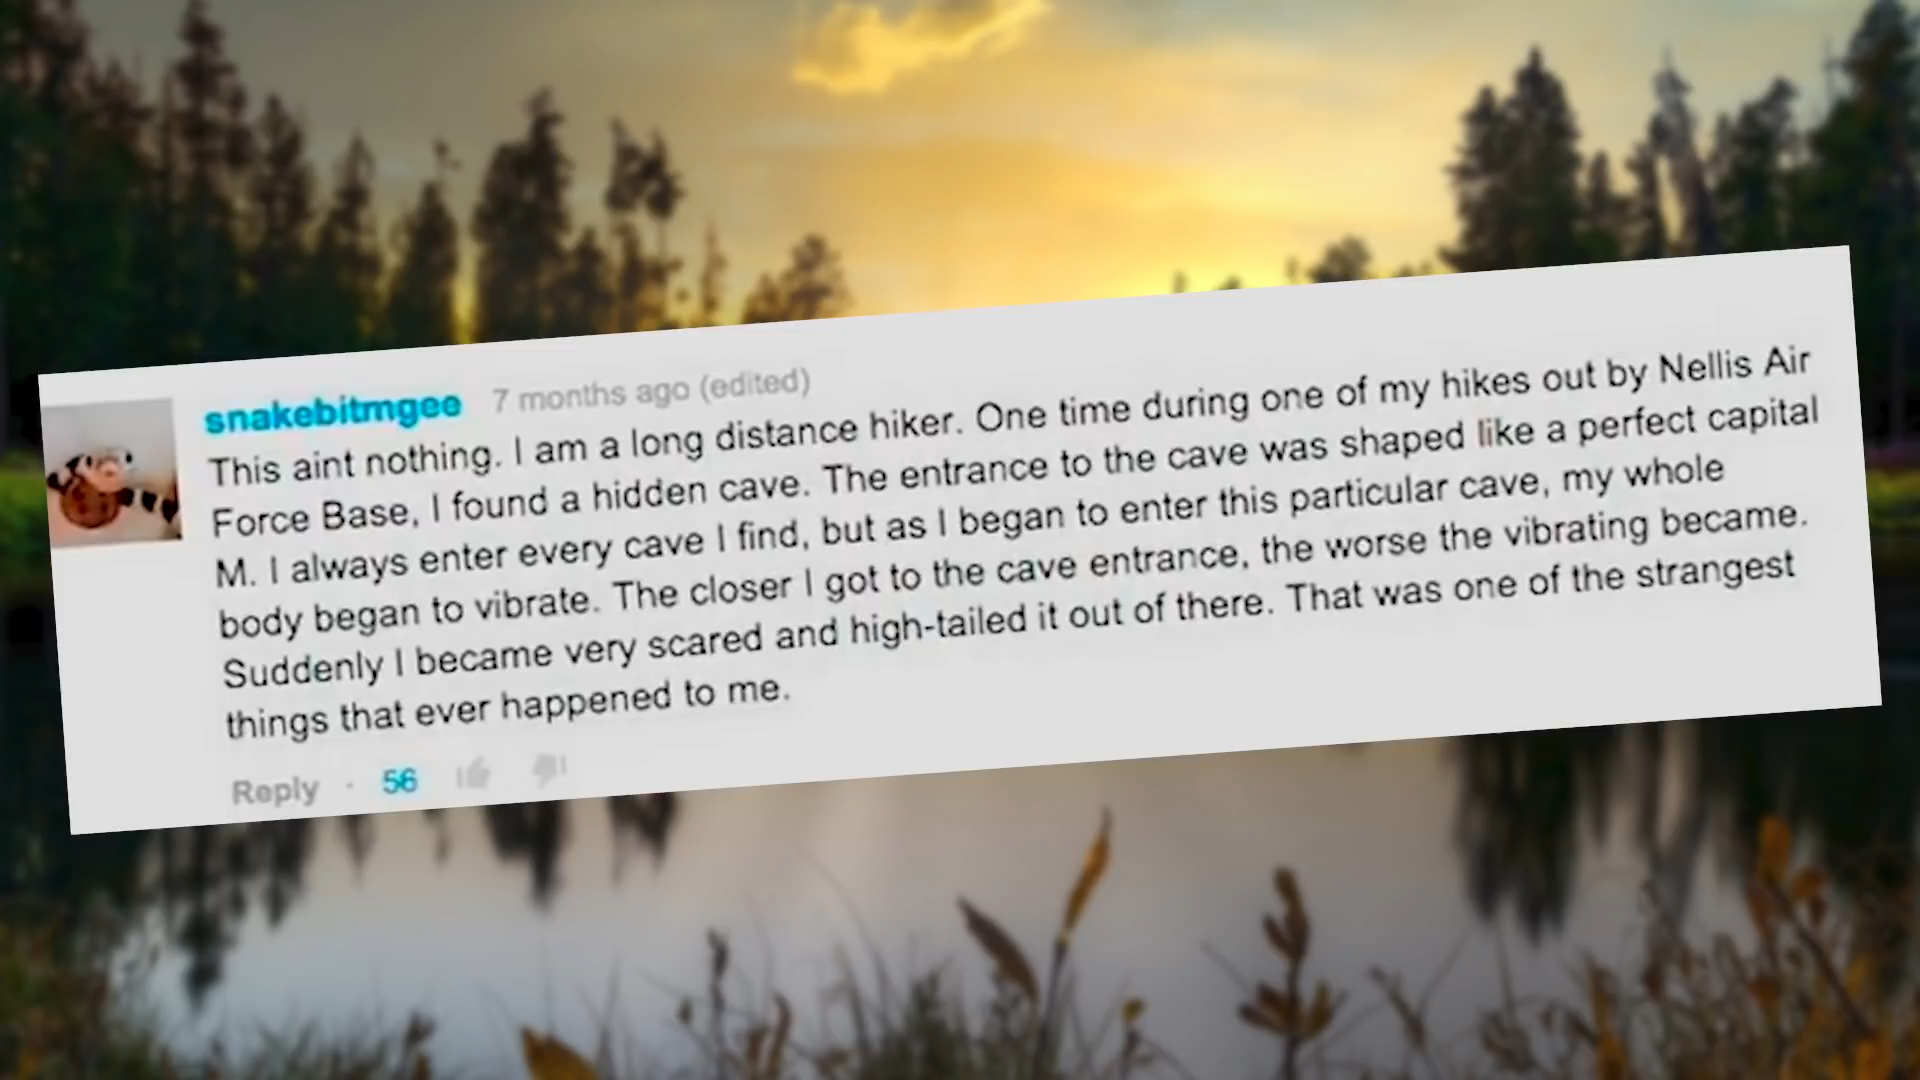 snakebitmgee 7 months ago (edited)
This aint nothing. I am a long distance hiker. One time during one of my hikes out by Nellis Air
Force Base, I found a hidden cave. The entrance to the cave was shaped like a perfect capital
M. I always enter every cave I find, but as I began to enter this particular cave, my whole
body began to vibrate. The closer I got to the cave entrance, the worse the vibrating became.
Suddenly I became very scared and high-tailed it out of there. That was one of the strangest
things that ever happened to me.
Reply · 56